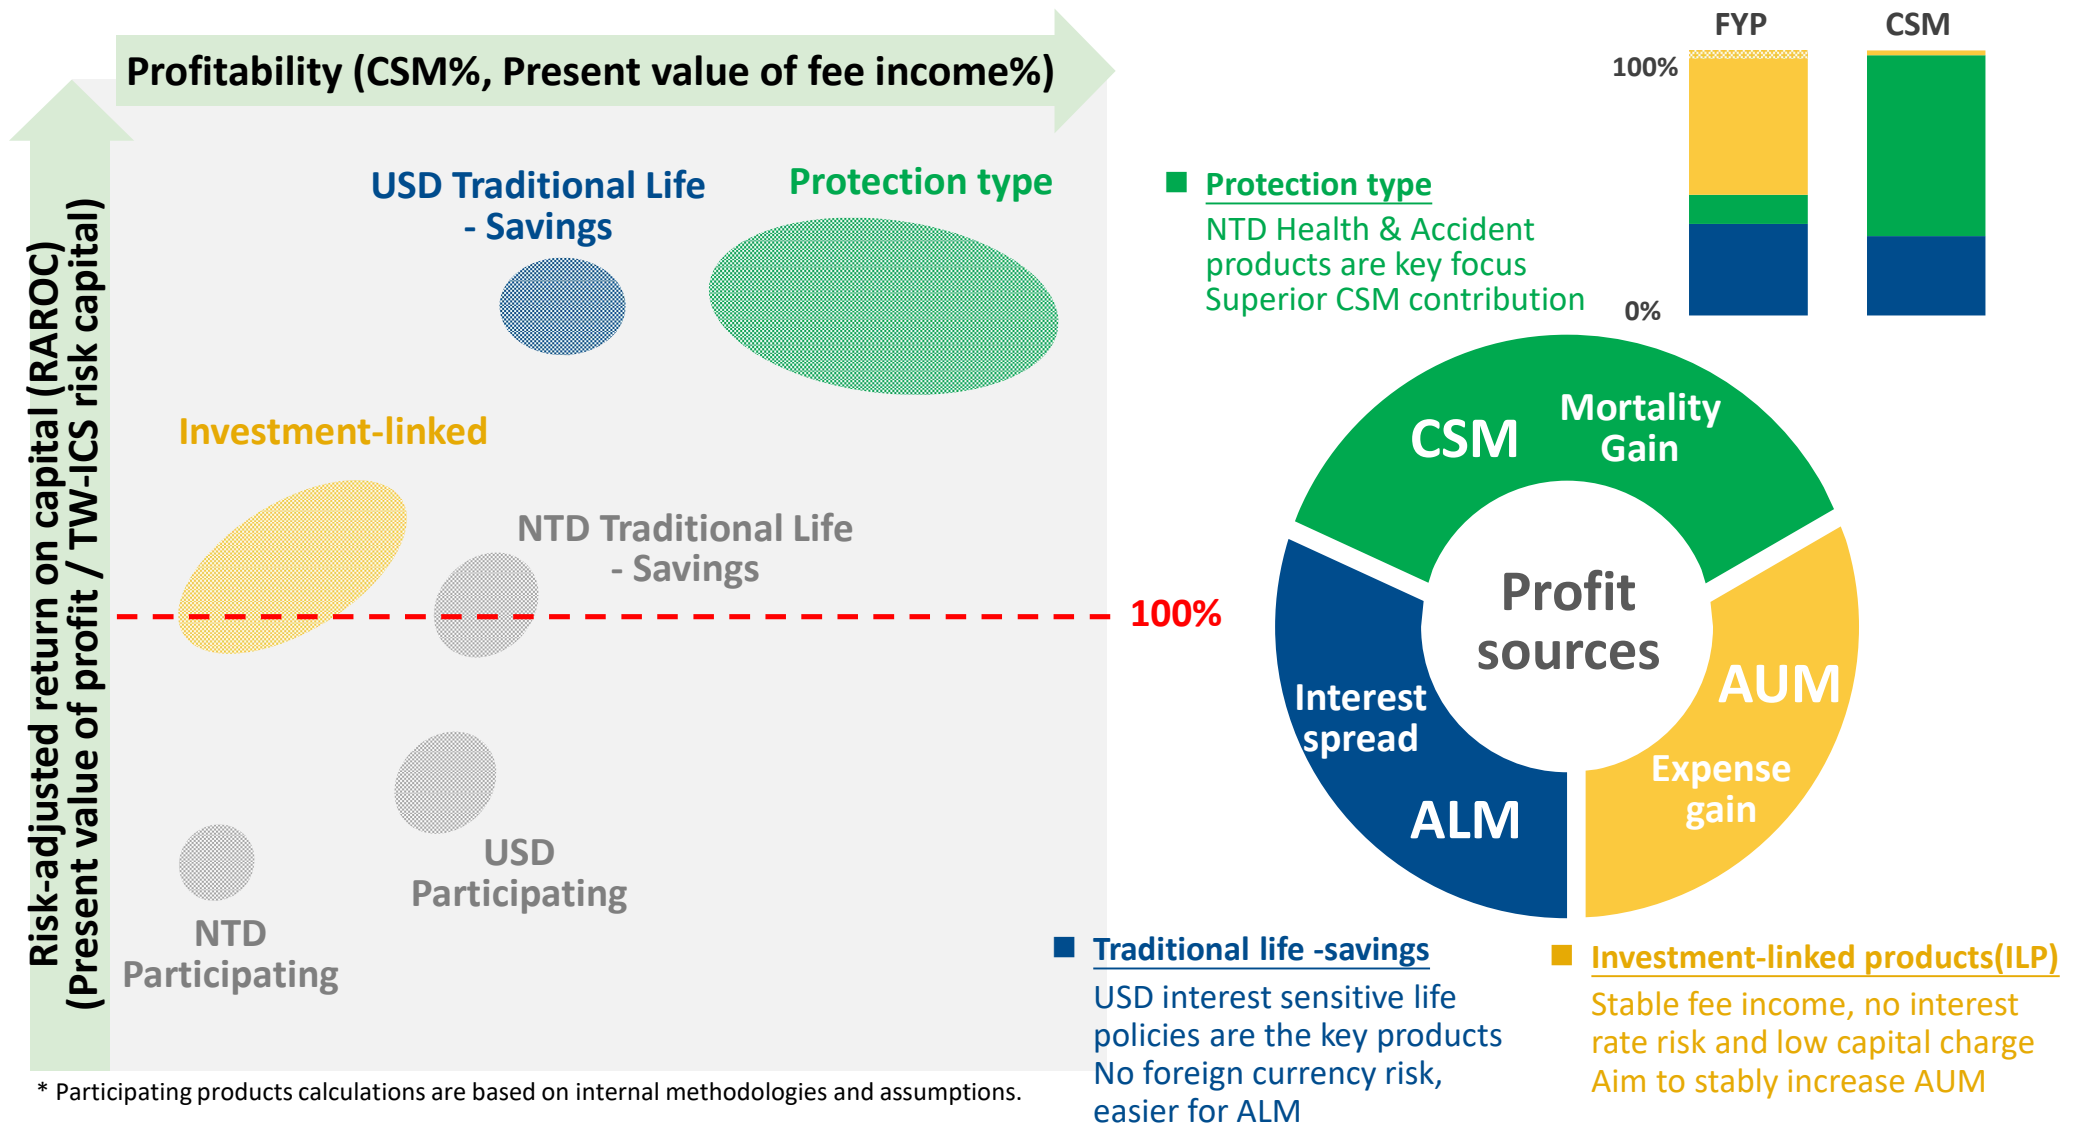 Profitability (CSM%, Present value of fee income%)
Risk-adjusted return on capital (RAROC)
(Present value of profit / TW-ICS risk capital)
USD Traditional Life
- Savings
Protection type
Investment-linked
NTD Traditional Life
- Savings
100%
USD
Participating
NTD
Participating
* Participating products calculations are based on internal methodologies and assumptions.
FYP
CSM
100%
0%
■ Protection type
NTD Health & Accident
products are key focus
Superior CSM contribution
CSM
Mortality
Gain
Profit
sources
AUM
Expense
gain
Interest
spread
ALM
■ Traditional life -savings
USD interest sensitive life
policies are the key products
No foreign currency risk,
easier for ALM
■ Investment-linked products(ILP)
Stable fee income, no interest
rate risk and low capital charge
Aim to stably increase AUM